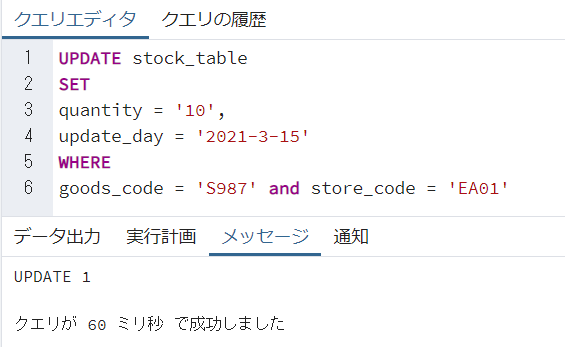 クエリエディタ クエリの履歴
1 UPDATE stock_table
2 SET
3 quantity = '10',
4 update_day = '2021-3-15'
5 WHERE
6 goods_code = 'S987' and store_code = 'EA01'
データ出力 実行計画 メッセージ 通知
UPDATE 1
クエリが 60 ミリ秒 で成功しました